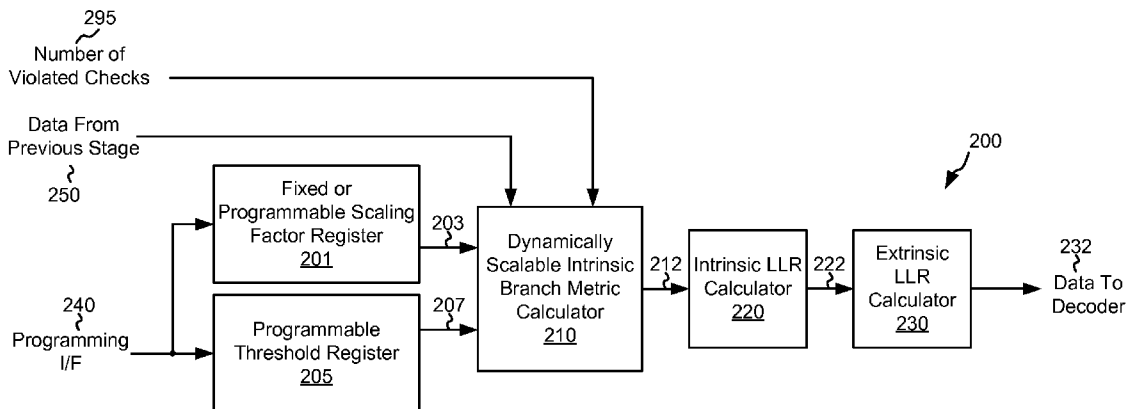 295
Number of
Violated Checks
Data From
Previous Stage
250
200
Fixed or
Programmable Scaling
Factor Register
201
203
Dynamically
Scalable Intrinsic
Branch Metric
Calculator
210
212
Intrinsic LLR
Calculator
220
222
Extrinsic
LLR
Calculator
230
232
Data To
Decoder
240
Programming
I/F
Programmable
Threshold Register
205
207